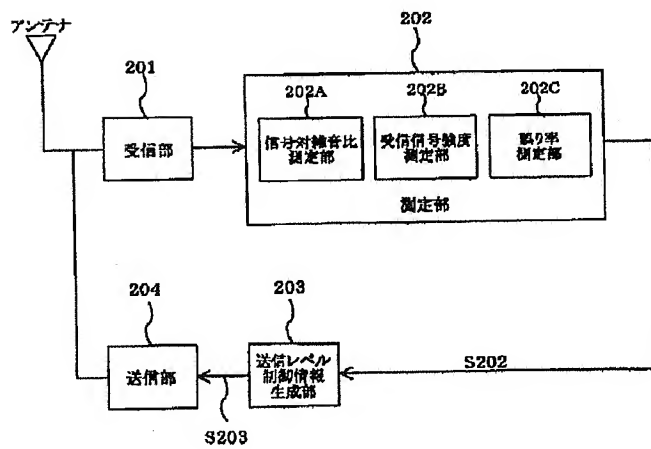 アンテナ
201
受信部
202
202A
信号対雑音比
測定部
202B
受信信号強度
測定部
202C
誤り率
測定部
測定部
204
送信部
203
送信レベル
制御情報
生成部
S202
S203